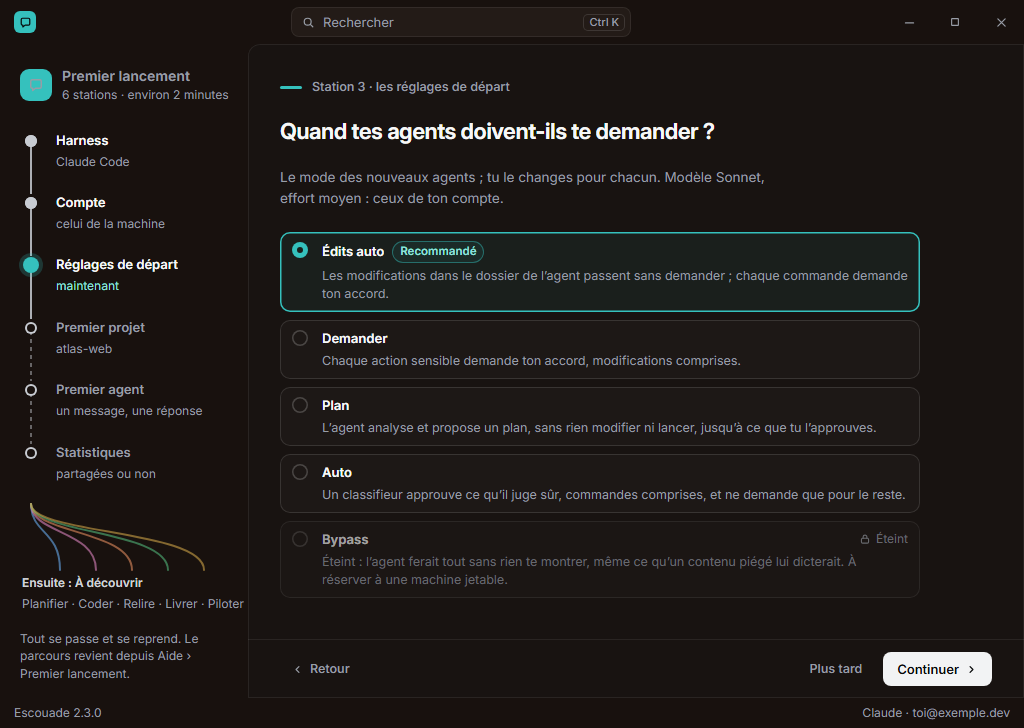 Rechercher
Ctrl K
Premier lancement
6 stations · environ 2 minutes
Harness
Claude Code
Compte
celui de la machine
Réglages de départ
maintenant
Premier projet
atlas-web
Premier agent
un message, une réponse
Statistiques
partagées ou non
Ensuite : À découvrir
Planifier · Coder · Relire · Livrer · Piloter
Tout se passe et se reprend. Le
parcours revient depuis Aide ›
Premier lancement.
Station 3 · les réglages de départ
Quand tes agents doivent-ils te demander ?
Le mode des nouveaux agents ; tu le changes pour chacun. Modèle Sonnet,
effort moyen : ceux de ton compte.
Édits auto
Recommandé
Les modifications dans le dossier de l’agent passent sans demander ; chaque commande demande
ton accord.
Demander
Chaque action sensible demande ton accord, modifications comprises.
Plan
L’agent analyse et propose un plan, sans rien modifier ni lancer, jusqu’à ce que tu l’approuves.
Auto
Un classifieur approuve ce qu’il juge sûr, commandes comprises, et ne demande que pour le reste.
Bypass
Éteint
Éteint : l’agent ferait tout sans rien te montrer, même ce qu’un contenu piégé lui dicterait. À
réserver à une machine jetable.
‹ Retour
Plus tard
Continuer ›
Escouade 2.3.0
Claude · toi@exemple.dev